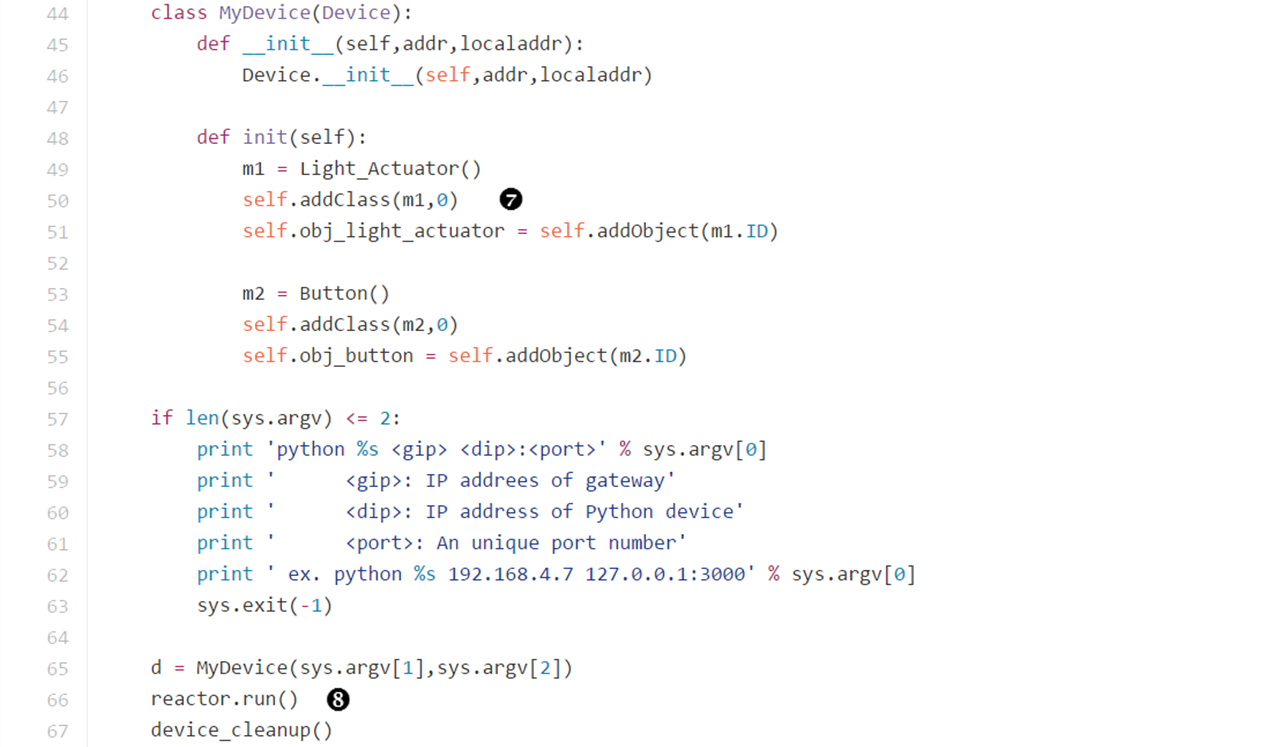 44 class MyDevice(Device):
45     def __init__(self,addr,localaddr):
46         Device.__init__(self,addr,localaddr)
47
48     def init(self):
49         m1 = Light_Actuator()
50         self.addClass(m1,0) ❼
51         self.obj_light_actuator = self.addObject(m1.ID)
52
53         m2 = Button()
54         self.addClass(m2,0)
55         self.obj_button = self.addObject(m2.ID)
56
57 if len(sys.argv) <= 2:
58     print 'python %s <gip> <dip>:<port>' % sys.argv[0]
59     print '      <gip>: IP addrees of gateway'
60     print '      <dip>: IP address of Python device'
61     print '      <port>: An unique port number'
62     print ' ex. python %s 192.168.4.7 127.0.0.1:3000' % sys.argv[0]
63     sys.exit(-1)
64
65 d = MyDevice(sys.argv[1],sys.argv[2])
66 reactor.run() ❽
67 device_cleanup()